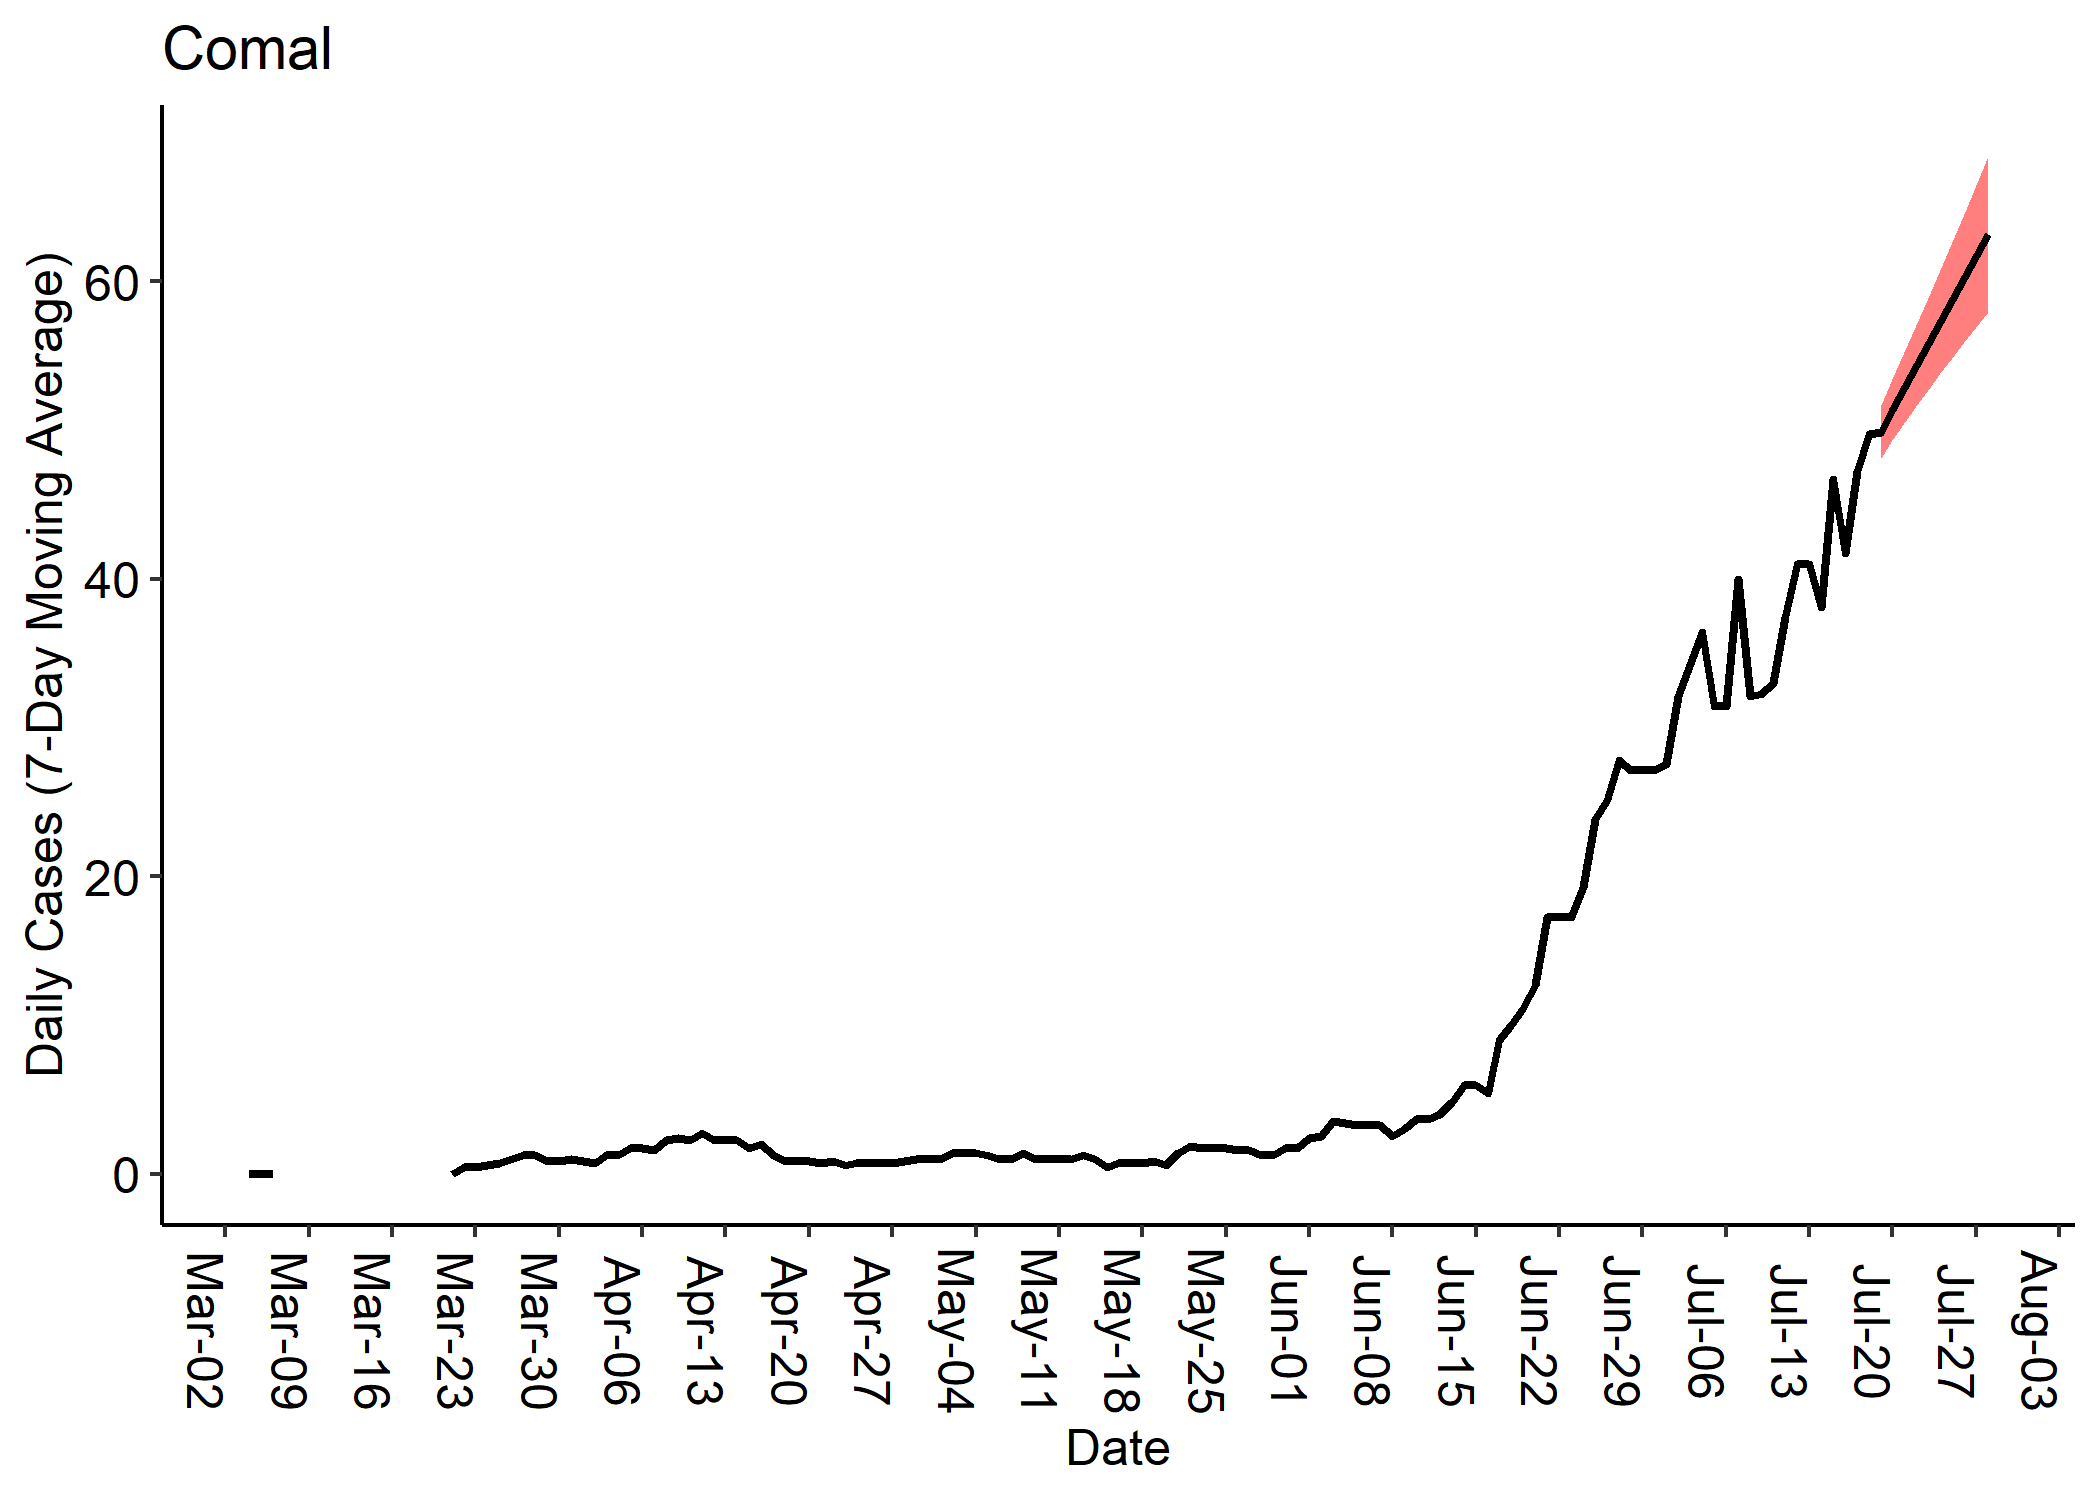 Comal
Daily Cases (7-Day Moving Average)
60
40
20
0
Mar-02
Mar-09
Mar-16
Mar-23
Mar-30
Apr-06
Apr-13
Apr-20
Apr-27
May-04
May-11
May-18
May-25
Jun-01
Jun-08
Jun-15
Jun-22
Jun-29
Jul-06
Jul-13
Jul-20
Jul-27
Aug-03
Date